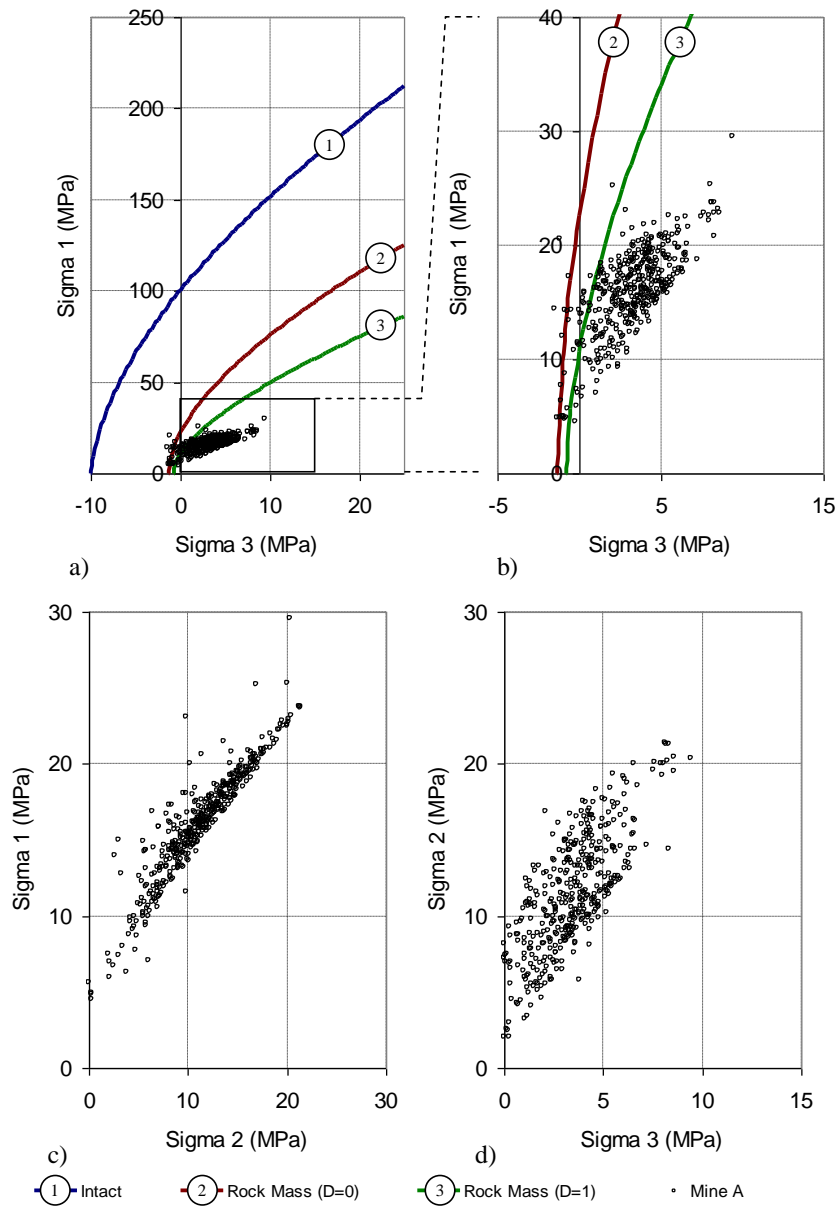 250
200
150
100
50
0
-10
0
10
20
Sigma 1 (MPa)
Sigma 3 (MPa)
1
2
3
a)
40
30
20
10
0
-5
5
15
Sigma 1 (MPa)
Sigma 3 (MPa)
2
3
b)
30
20
10
0
0
10
20
30
Sigma 1 (MPa)
Sigma 2 (MPa)
c)
30
20
10
0
0
5
10
15
Sigma 2 (MPa)
Sigma 3 (MPa)
d)
1 Intact
2 Rock Mass (D=0)
3 Rock Mass (D=1)
Mine A